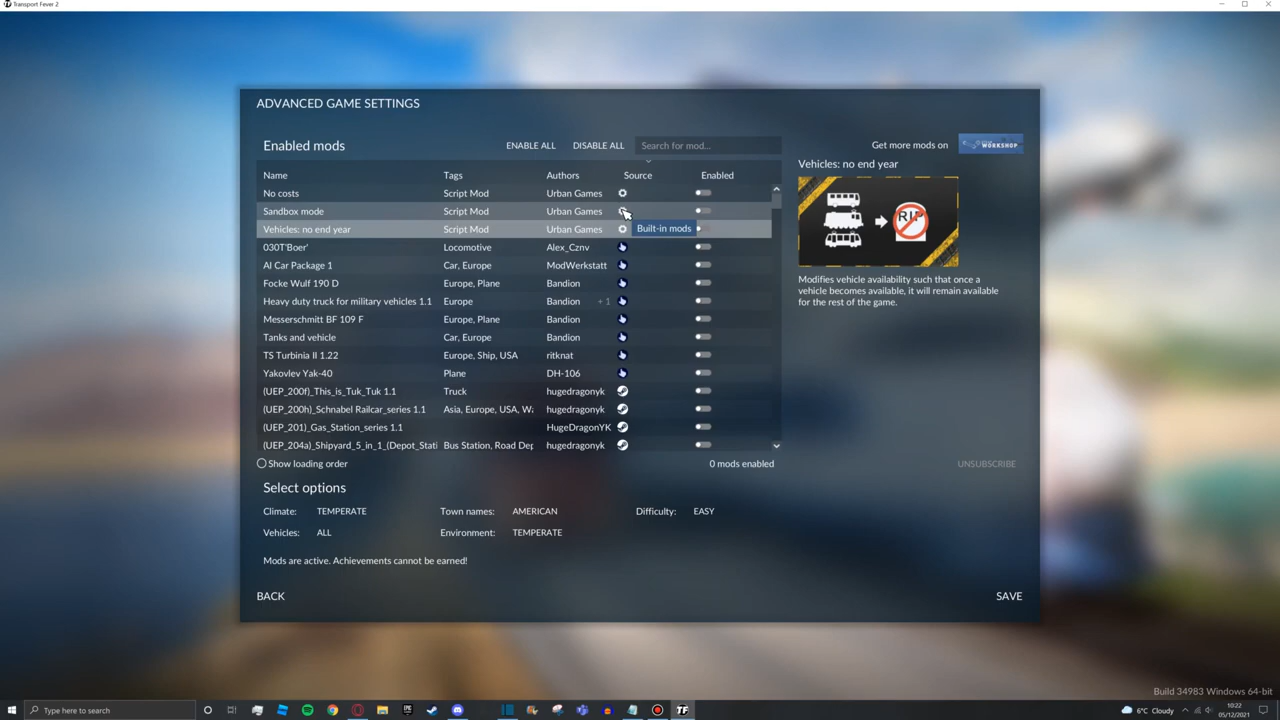 Transport Fever 2
ADVANCED GAME SETTINGS
Enabled mods
ENABLE ALL
DISABLE ALL
Search for mod...
Get more mods on
WORKSHOP
Name Tags Authors Source Enabled
No costs Script Mod Urban Games
Sandbox mode Script Mod Urban Games
Vehicles: no end year Script Mod Urban Games
Built-in mods
030T'Boer' Locomotive Alex_Cznv
AI Car Package 1 Car, Europe ModWerkstatt
Focke Wulf 190 D Europe, Plane Bandion
Heavy duty truck for military vehicles 1.1 Europe Bandion + 1
Messerschmitt BF 109 F Europe, Plane Bandion
Tanks and vehicle Car, Europe Bandion
TS Turbinia II 1.22 Europe, Ship, USA ritknat
Yakovlev Yak-40 Plane DH-106
(UEP_200f)_This_is_Tuk_Tuk 1.1 Truck hugedragonyk
(UEP_200h)_Schnabel Railcar_series 1.1 Asia, Europe, USA, Wa hugedragonyk
(UEP_201)_Gas_Station_series 1.1 HugeDragonYK
(UEP_204a)_Shipyard_5_in_1_(Depot_Stati Bus Station, Road Dep hugedragonyk
Show loading order
0 mods enabled
Vehicles: no end year
RIP
Modifies vehicle availability such that once a
vehicle becomes available, it will remain available
for the rest of the game.
UNSUBSCRIBE
Select options
Climate: TEMPERATE Town names: AMERICAN Difficulty: EASY
Vehicles: ALL Environment: TEMPERATE
Mods are active. Achievements cannot be earned!
BACK
SAVE
Build 34983 Windows 64-bit
Type here to search
EPIC
TF
6°C Cloudy
10:22
05/12/2021